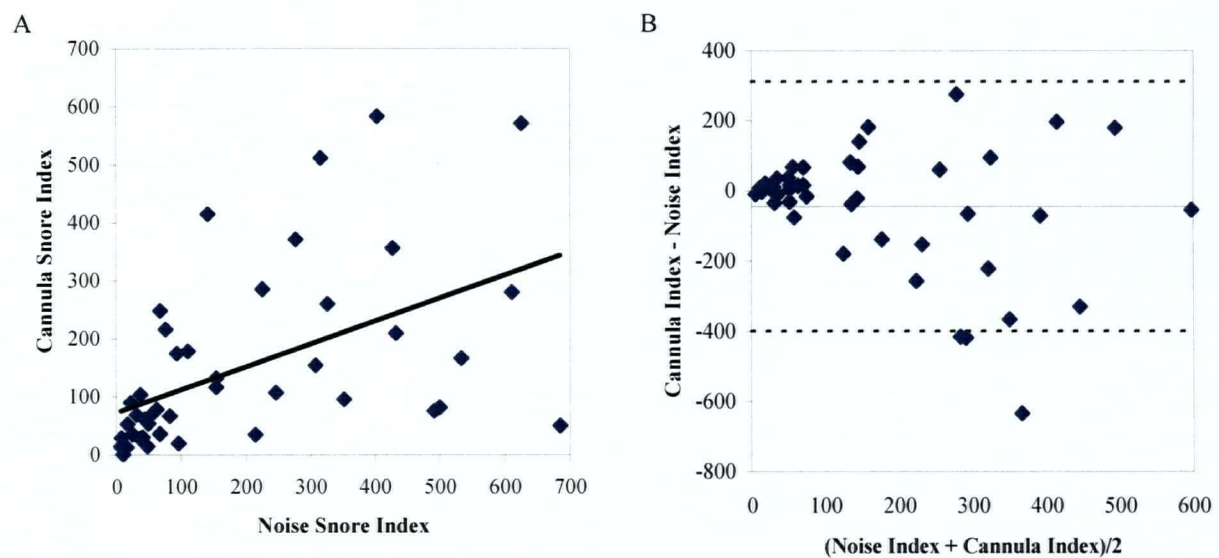 A
700
600
500
400
300
200
100
0
Cannula Snore Index
0 100 200 300 400 500 600 700
Noise Snore Index
B
400
200
0
-200
-400
-600
-800
Cannula Index - Noise Index
0 100 200 300 400 500 600
(Noise Index + Cannula Index)/2